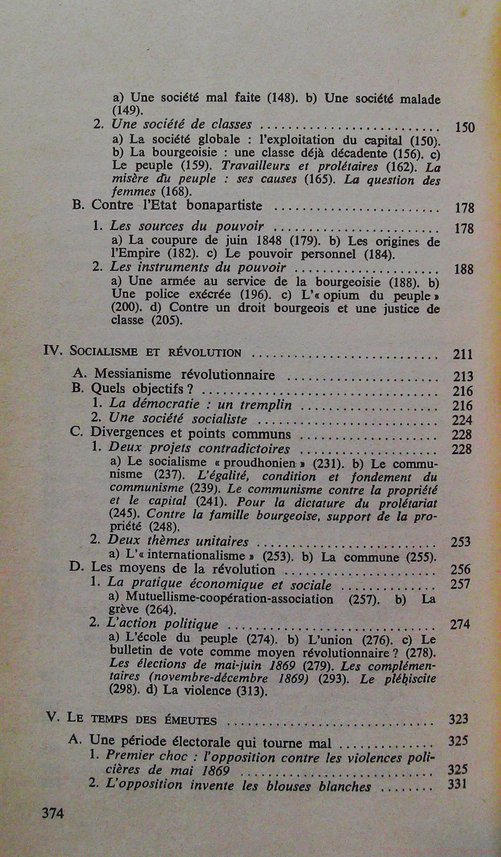 a) Une société mal faite (148). b) Une société malade
(149).
2. Une société de classes ........................ 150
a) La société globale : l'exploitation du capital (150).
b) La bourgeoisie : une classe déjà décadente (156). c)
Le peuple (159). Travailleurs et prolétaires (162). La
misère du peuple : ses causes (165). La question des
femmes (168).
B. Contre l'Etat bonapartiste ........................ 178
1. Les sources du pouvoir ........................ 178
a) La coupure de juin 1848 (179). b) Les origines de
l'Empire (182). c) Le pouvoir personnel (184).
2. Les instruments du pouvoir ..................... 188
a) Une armée au service de la bourgeoisie (188). b)
Une police exécrée (196). c) L'« opium du peuple »
(200). d) Contre un droit bourgeois et une justice de
classe (205).
IV. SOCIALISME ET RÉVOLUTION ........................... 211
A. Messianisme révolutionnaire ...................... 213
B. Quels objectifs ? .................................. 216
1. La démocratie : un tremplin ..................... 216
2. Une société socialiste .......................... 224
C. Divergences et points communs .................... 228
1. Deux projets contradictoires .................... 228
a) Le socialisme « proudhonien » (231). b) Le commu-
nisme (237). L'égalité, condition et fondement du
communisme (239). Le communisme contre la propriété
et le capital (241). Pour la dictature du prolétariat
(245). Contre la famille bourgeoise, support de la pro-
priété (248).
2. Deux thèmes unitaires .......................... 253
a) L'« internationalisme » (253). b) La commune (255).
D. Les moyens de la révolution ...................... 256
1. La pratique économique et sociale .............. 257
a) Mutuellisme-coopération-association (257). b) La
grève (264).
2. L'action politique .............................. 274
a) L'école du peuple (274). b) L'union (276). c) Le
bulletin de vote comme moyen révolutionnaire ? (278).
Les élections de mai-juin 1869 (279). Les complémen-
taires (novembre-décembre 1869) (293). Le plébiscite
(298). d) La violence (313).
V. LE TEMPS DES ÉMEUTES .............................. 323
A. Une période électorale qui tourne mal .............. 325
1. Premier choc : l'opposition contre les violences poli-
cières de mai 1869 ............................ 325
2. L'opposition invente les blouses blanches ........ 331
374